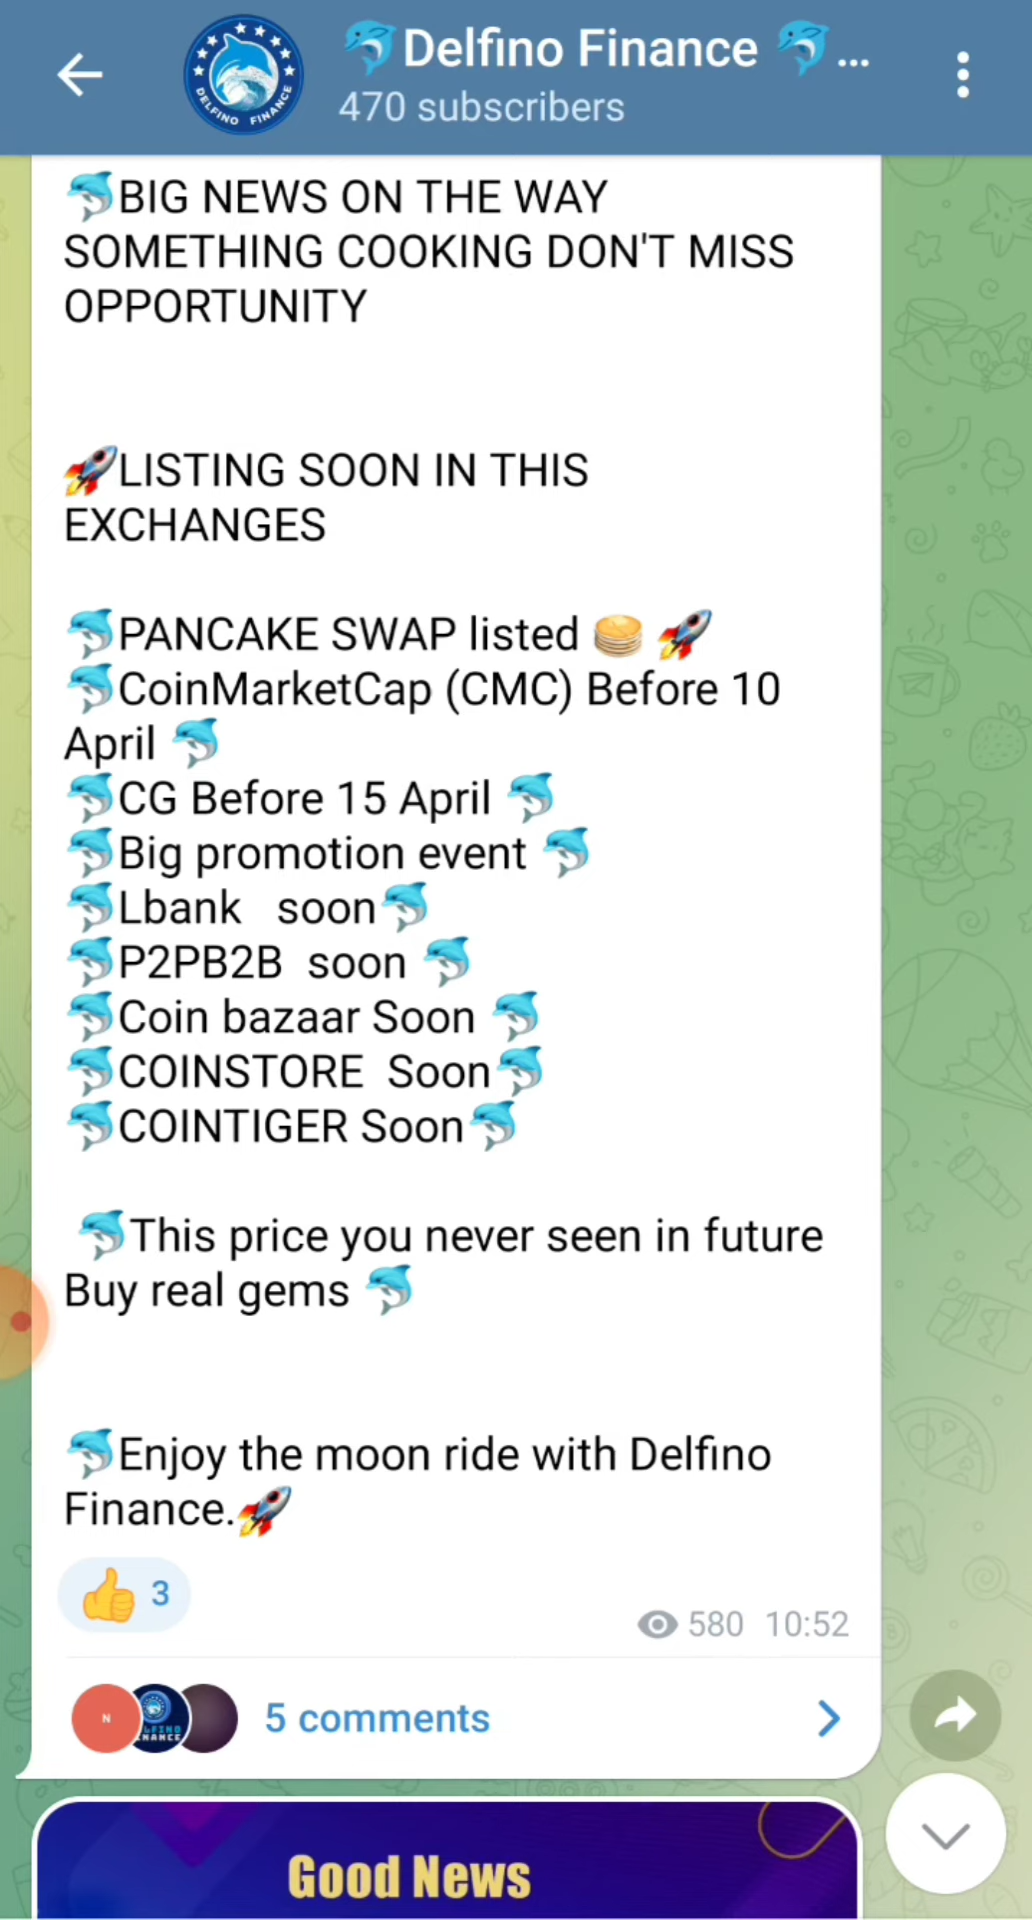 🐬Delfino Finance 🐬...
470 subscribers
DELFINO FINANCE
🐬BIG NEWS ON THE WAY
SOMETHING COOKING DON'T MISS
OPPORTUNITY
🚀LISTING SOON IN THIS
EXCHANGES
🐬PANCAKE SWAP listed 🥞 🚀
🐬CoinMarketCap (CMC) Before 10
April 🐬
🐬CG Before 15 April 🐬
🐬Big promotion event 🐬
🐬Lbank   soon🐬
🐬P2PB2B  soon 🐬
🐬Coin bazaar Soon 🐬
🐬COINSTORE  Soon🐬
🐬COINTIGER Soon🐬
🐬This price you never seen in future
Buy real gems 🐬
🐬Enjoy the moon ride with Delfino
Finance.🚀
👍 3
580 10:52
N
5 comments
Good News